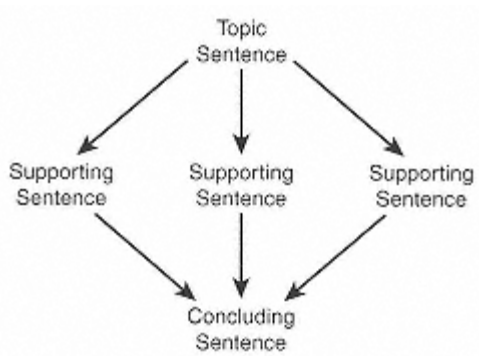 Topic
Sentence
Supporting
Sentence
Supporting
Sentence
Supporting
Sentence
Concluding
Sentence